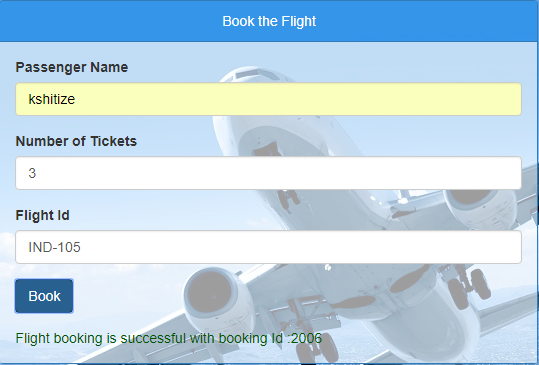 Book the Flight
Passenger Name
kshitize
Number of Tickets
3
Flight Id
IND-105
Book
Flight booking is successful with booking Id :2006